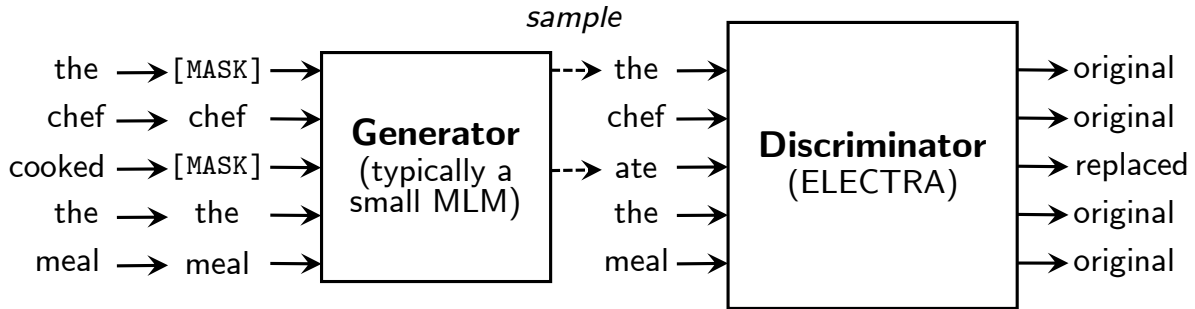 sample
the [MASK] the original
chef chef chef original
Generator
cooked [MASK] ate replaced
(typically a
small MLM)
Discriminator
(ELECTRA)
the the the original
meal meal meal original